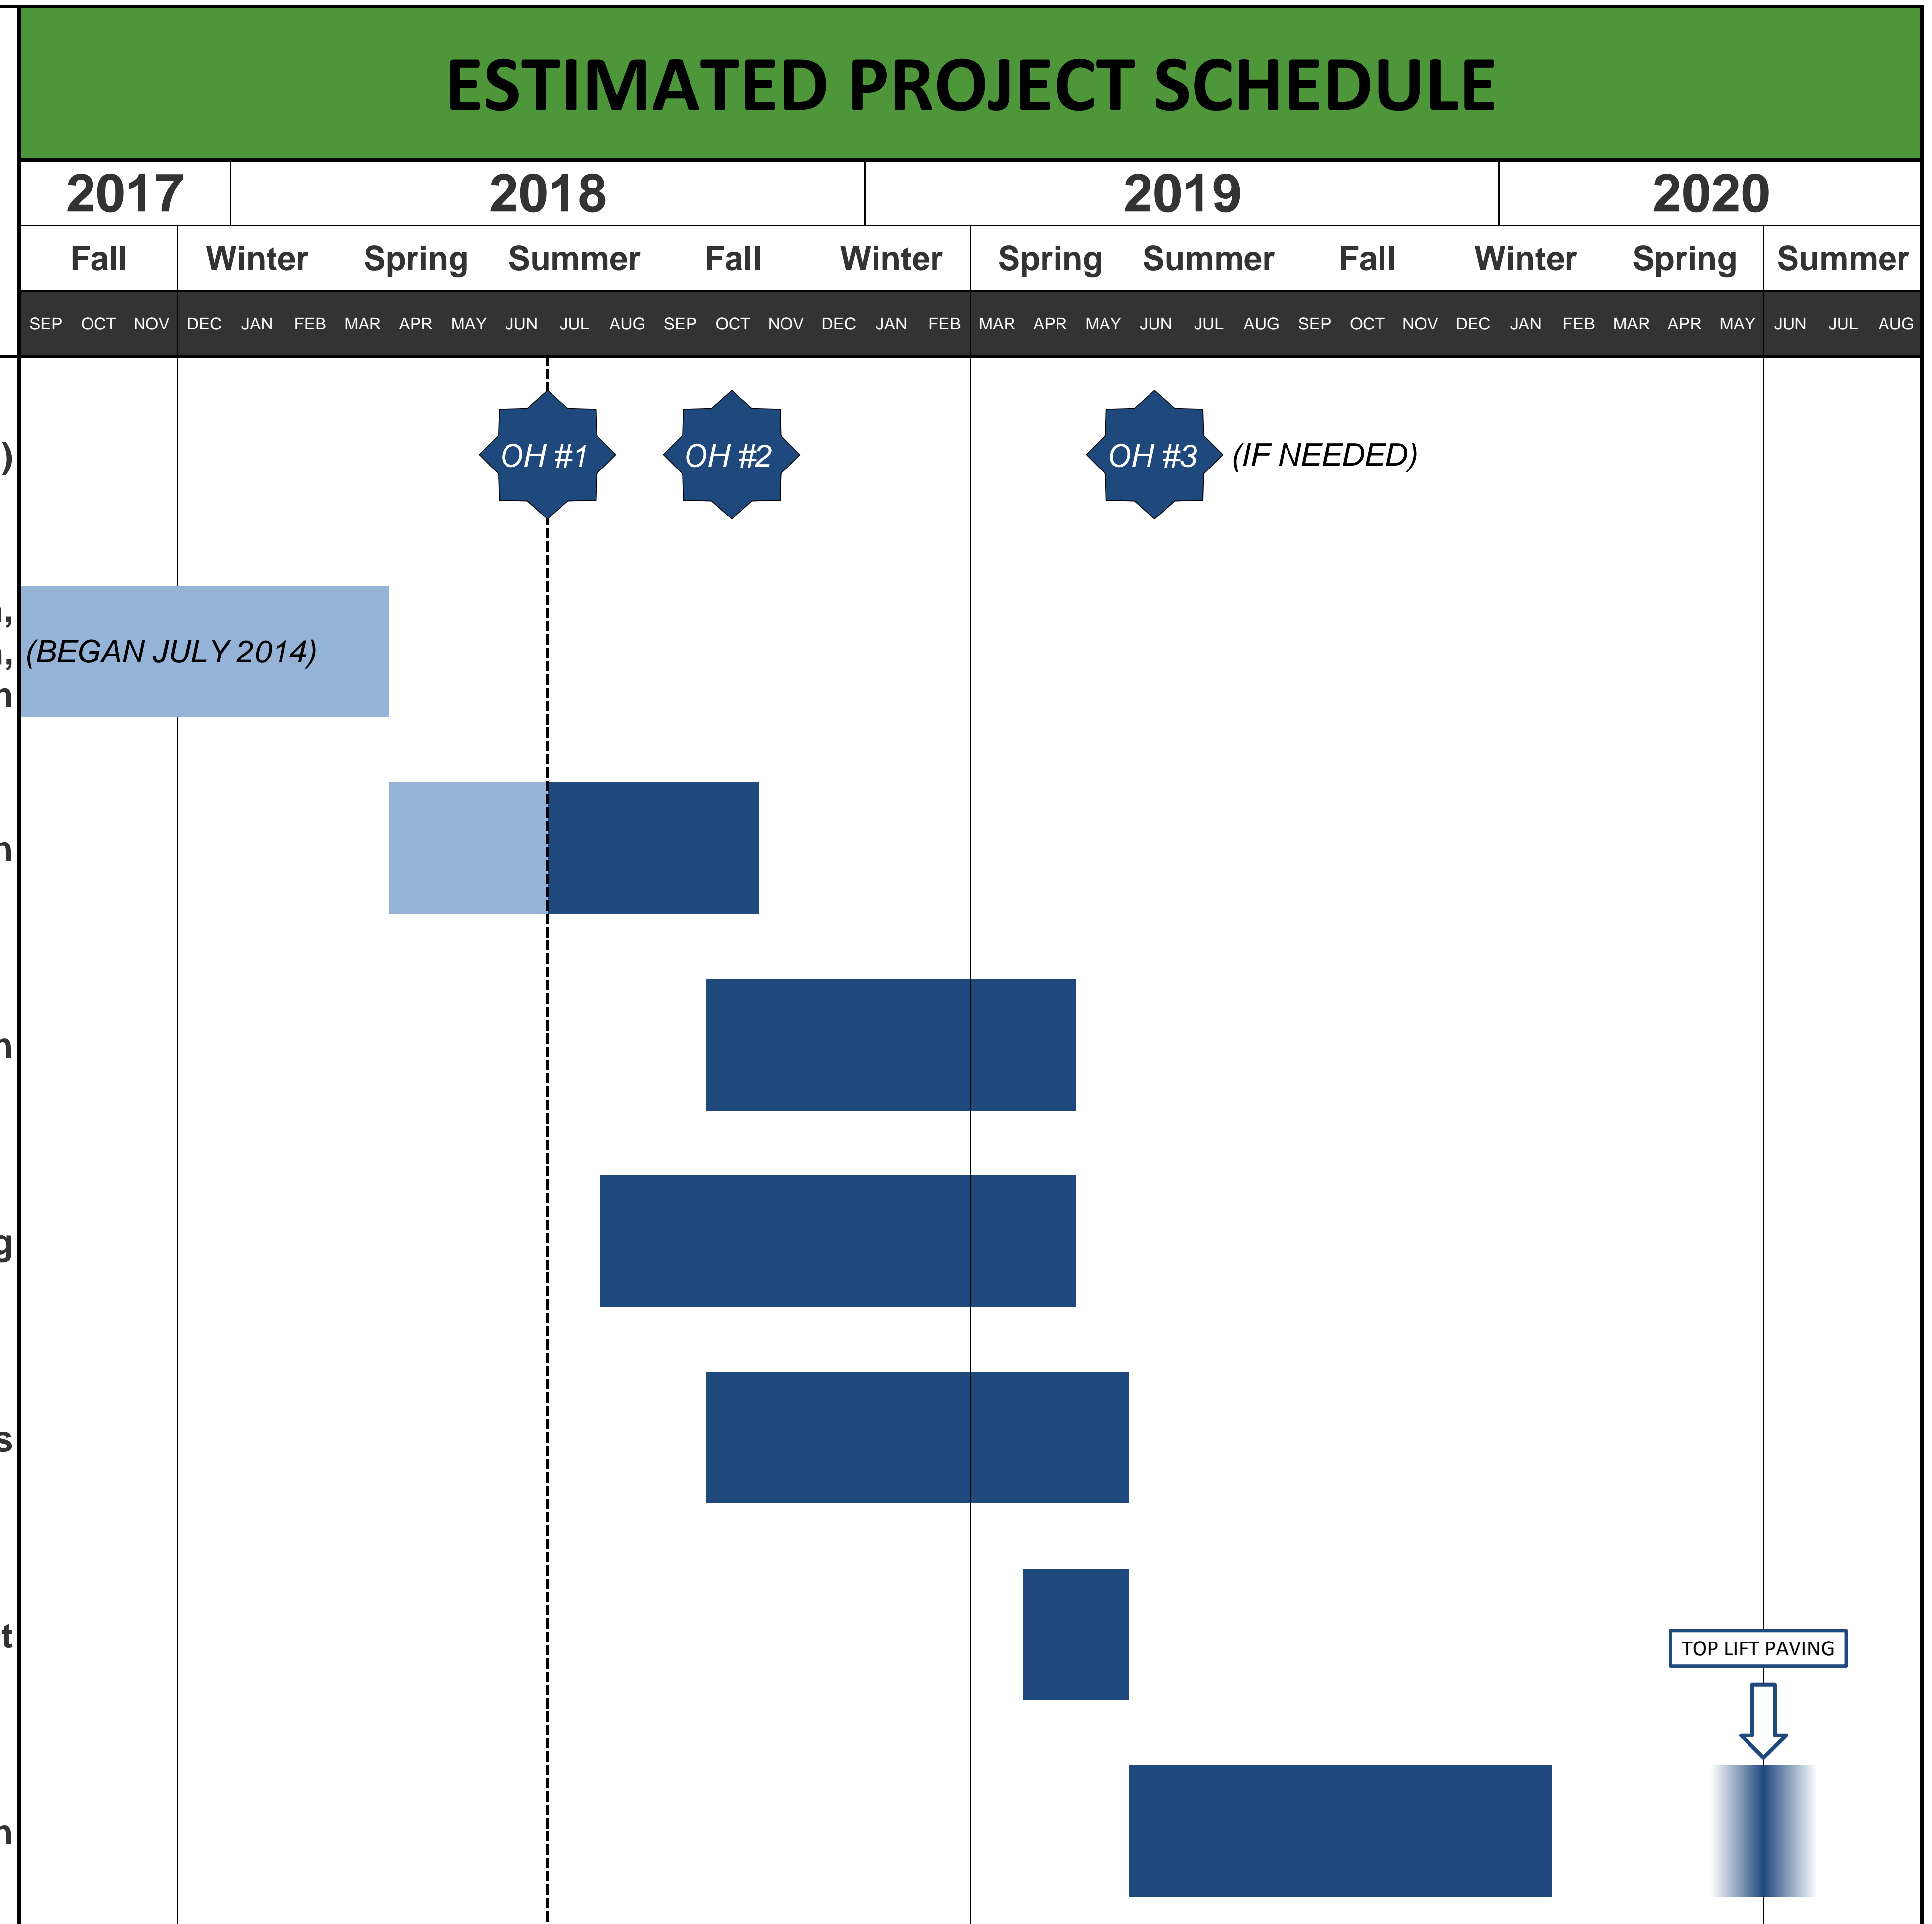 ESTIMATED PROJECT SCHEDULE
2017 2018 2019 2020
Fall Winter Spring Summer Fall Winter Spring Summer Fall Winter Spring Summer
SEP OCT NOV DEC JAN FEB MAR APR MAY JUN JUL AUG SEP OCT NOV DEC JAN FEB MAR APR MAY JUN JUL AUG SEP OCT NOV DEC JAN FEB MAR APR MAY JUN JUL AUG
OH #1 OH #2 OH #3 (IF NEEDED)
(BEGAN JULY 2014)
TOP LIFT PAVING